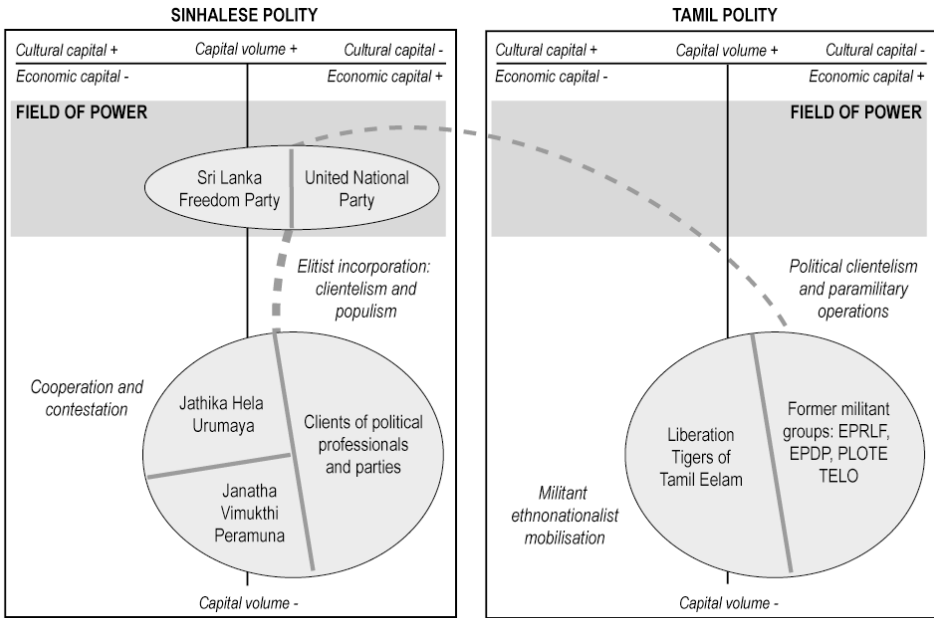 SINHALESE POLITY
Cultural capital +
Capital volume +
Cultural capital -
Economic capital -
Economic capital +
FIELD OF POWER
Sri Lanka
Freedom Party
United National
Party
Elitist incorporation:
clientelism and
populism
Cooperation and
contestation
Jathika Hela
Urumaya
Clients of political
professionals
and parties
Janatha
Vimukthi
Peramuna
Capital volume -
TAMIL POLITY
Cultural capital +
Capital volume +
Cultural capital -
Economic capital -
Economic capital +
FIELD OF POWER
Political clientelism
and paramilitary
operations
Liberation
Tigers of
Tamil Eelam
Former militant
groups: EPRLF,
EPDP, PLOTE
TELO
Militant
ethnonationalist
mobilisation
Capital volume -